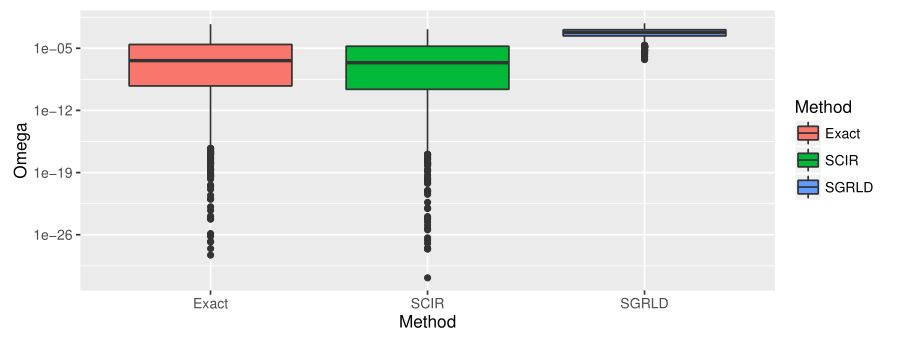 Omega
1e-05
1e-12
1e-19
1e-26
Exact
SCIR
SGRLD
Method
Method
Exact
SCIR
SGRLD